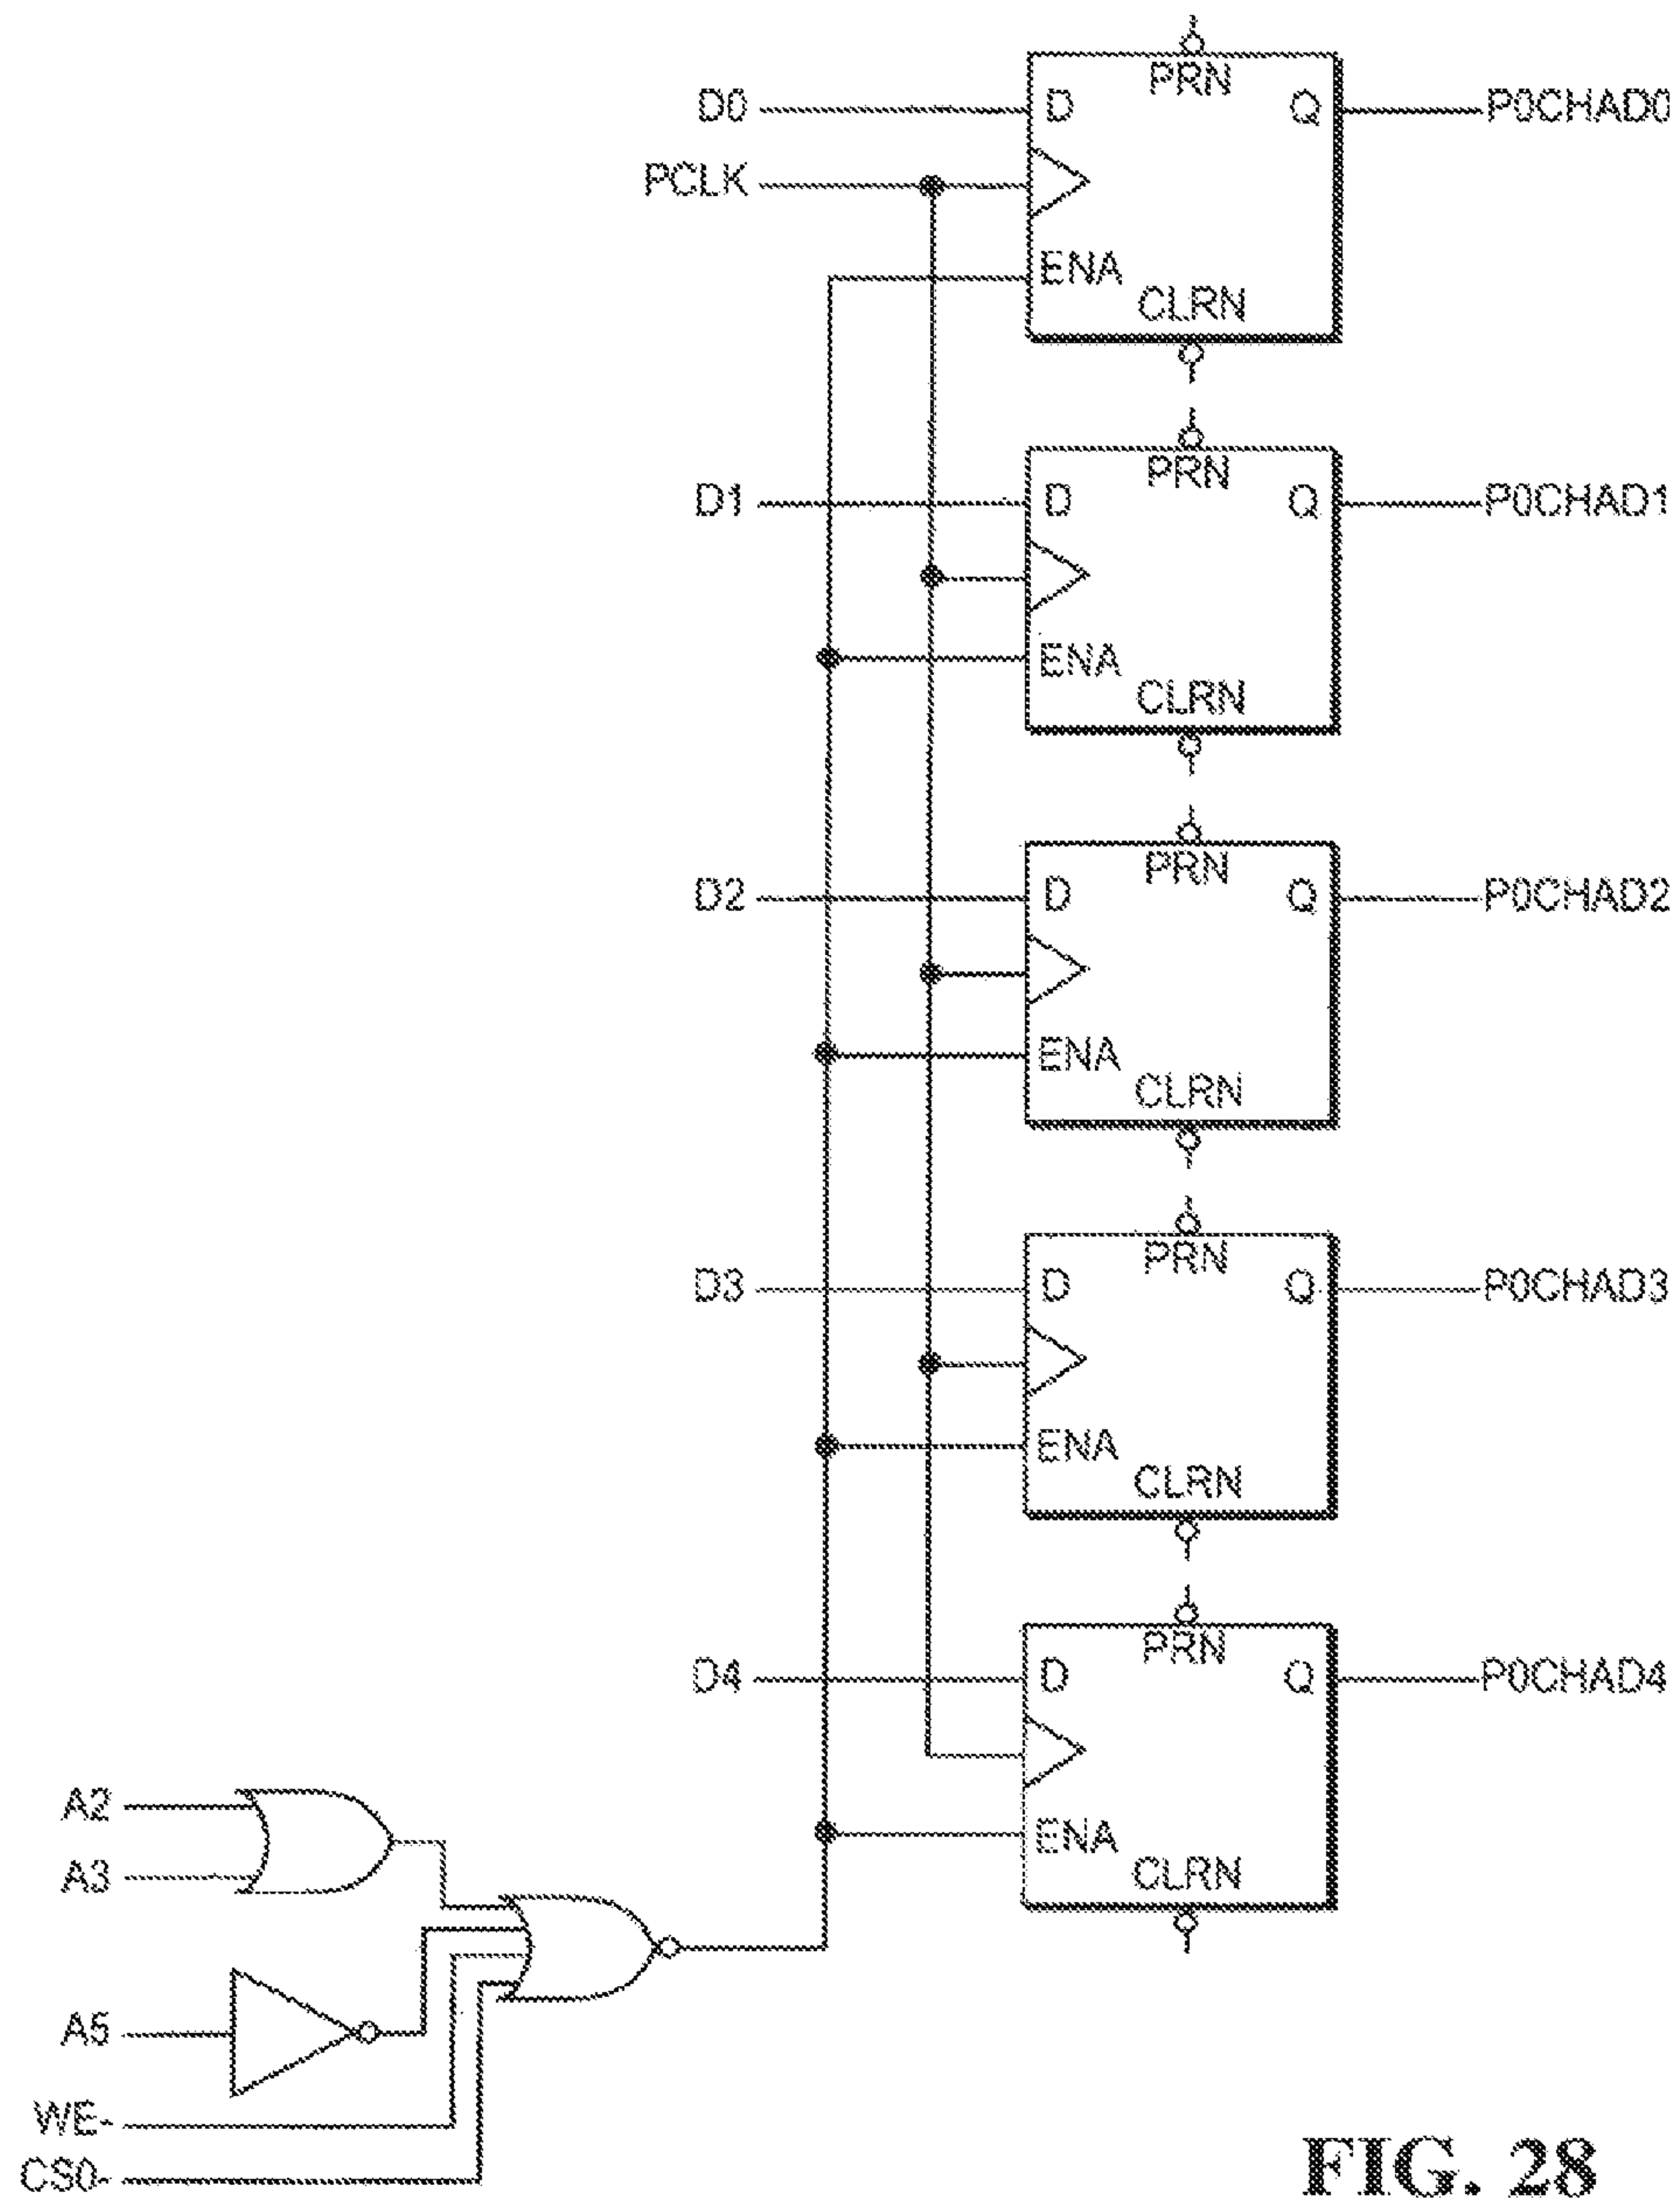 PRN
D0 D Q P0CHAD0
PCLK
ENA
CLRN
PRN
D1 D Q P0CHAD1
ENA
CLRN
PRN
D2 D Q P0CHAD2
ENA
CLRN
PRN
D3 D Q P0CHAD3
ENA
CLRN
PRN
D4 D Q P0CHAD4
ENA
CLRN
A2
A3
A5
WE-
CS0-
FIG. 28